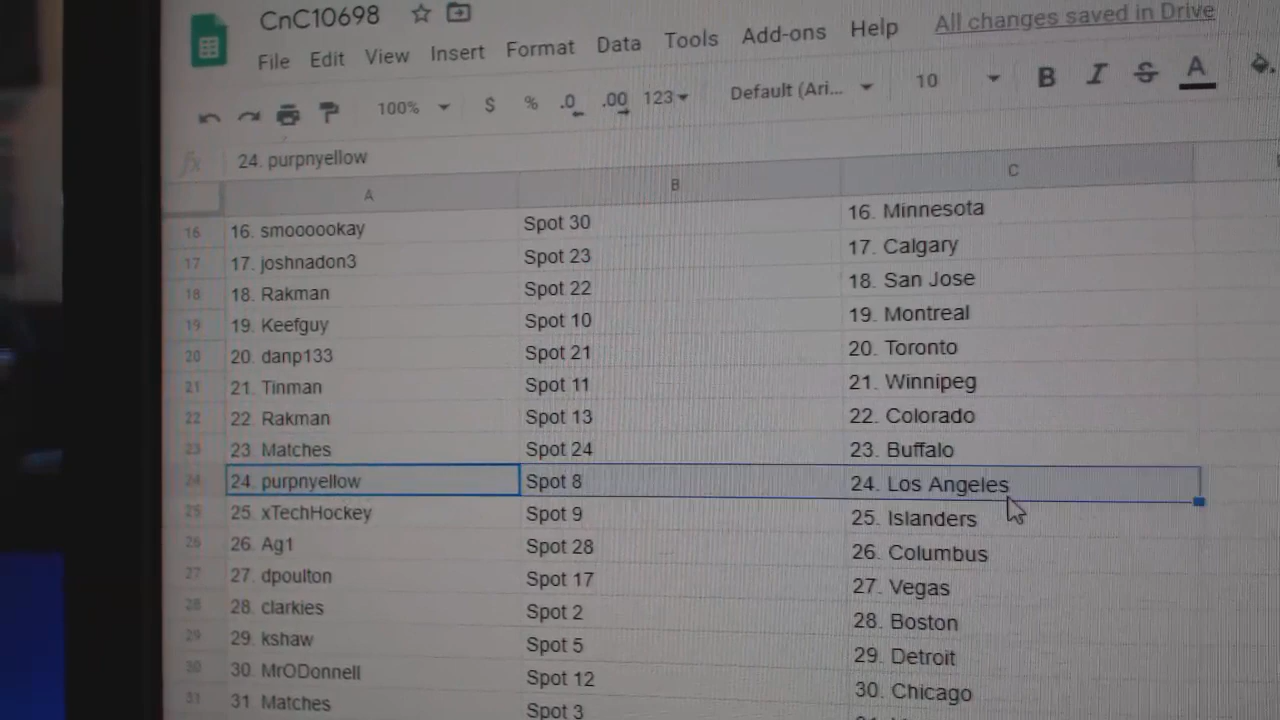 CnC10698
File Edit View Insert Format Data Tools Add-ons Help All changes saved in Drive
100% $ % .0 .00 123 Default (Ari... 10 B I S A
fx 24. purpnyellow
A B C
16 16. smoooookay Spot 30 16. Minnesota
17 17. joshnadon3 Spot 23 17. Calgary
18 18. Rakman Spot 22 18. San Jose
19 19. Keefguy Spot 10 19. Montreal
20 20. danp133 Spot 21 20. Toronto
21 21. Tinman Spot 11 21. Winnipeg
22 22. Rakman Spot 13 22. Colorado
23 23. Matches Spot 24 23. Buffalo
24 24. purpnyellow Spot 8 24. Los Angeles
25 25. xTechHockey Spot 9 25. Islanders
26 26. Ag1 Spot 28 26. Columbus
27 27. dpoulton Spot 17 27. Vegas
28 28. clarkies Spot 2 28. Boston
29 29. kshaw Spot 5 29. Detroit
30 30. MrODonnell Spot 12 30. Chicago
31 31. Matches Spot 3